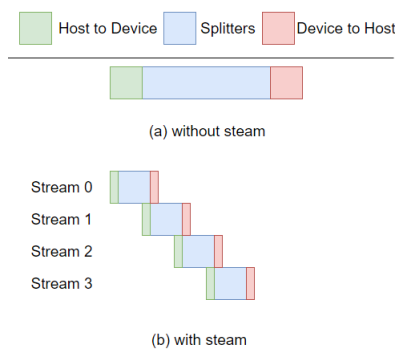 Host to Device Splitters Device to Host
(a) without steam
Stream 0
Stream 1
Stream 2
Stream 3
(b) with steam